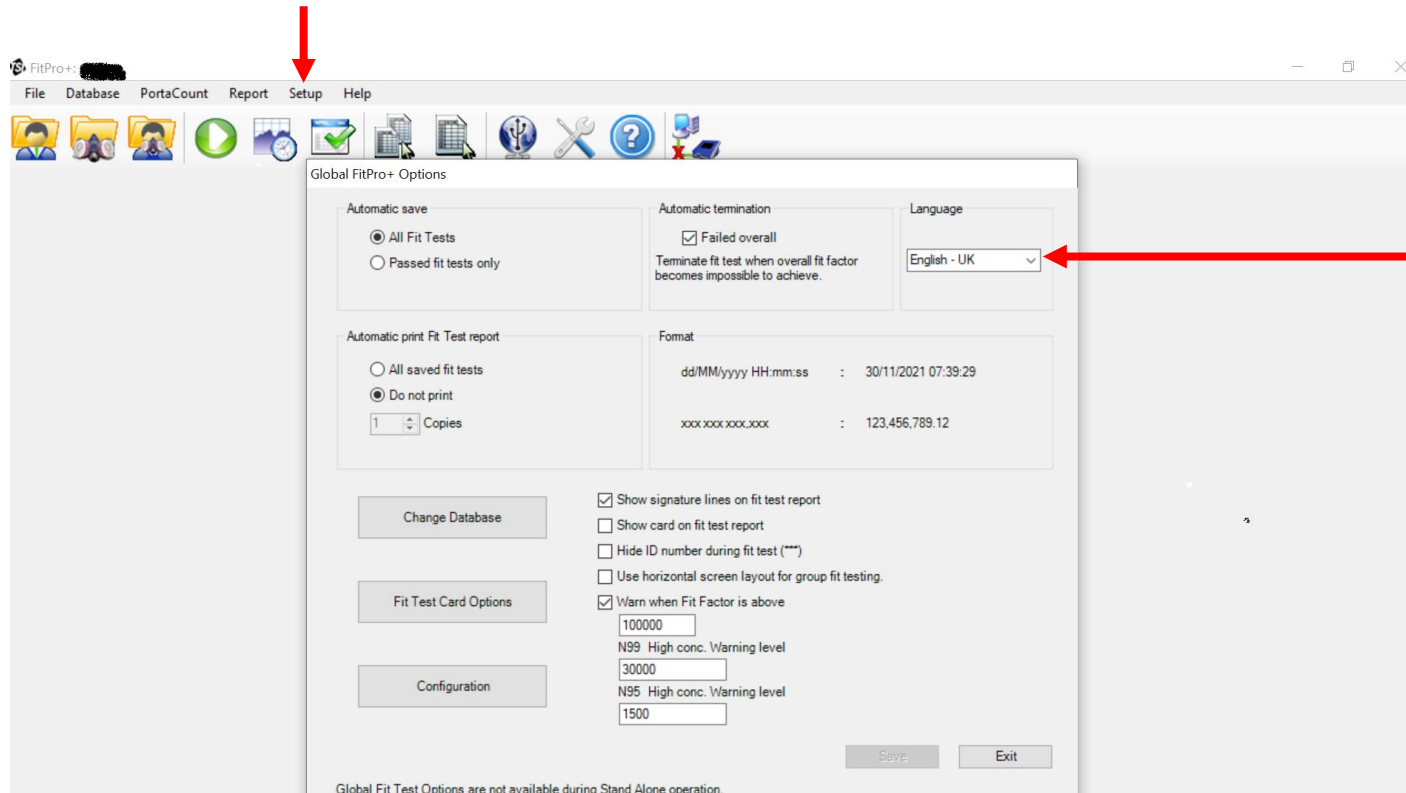 FitPro+:
File Database PortaCount Report Setup Help
Global FitPro+ Options
Automatic save
All Fit Tests
Passed fit tests only
Automatic termination
Failed overall
Terminate fit test when overall fit factor
becomes impossible to achieve.
Language
English - UK
Automatic print Fit Test report
All saved fit tests
Do not print
1 Copies
Format
dd/MM/yyyy HH:mm:ss : 30/11/2021 07:39:29
xxx xxx xxx,xxx : 123,456,789.12
Change Database
Fit Test Card Options
Configuration
Show signature lines on fit test report
Show card on fit test report
Hide ID number during fit test (***)
Use horizontal screen layout for group fit testing.
Warn when Fit Factor is above
100000
N99 High conc. Warning level
30000
N95 High conc. Warning level
1500
Save Exit
Global Fit Test Options are not available during Stand Alone operation.